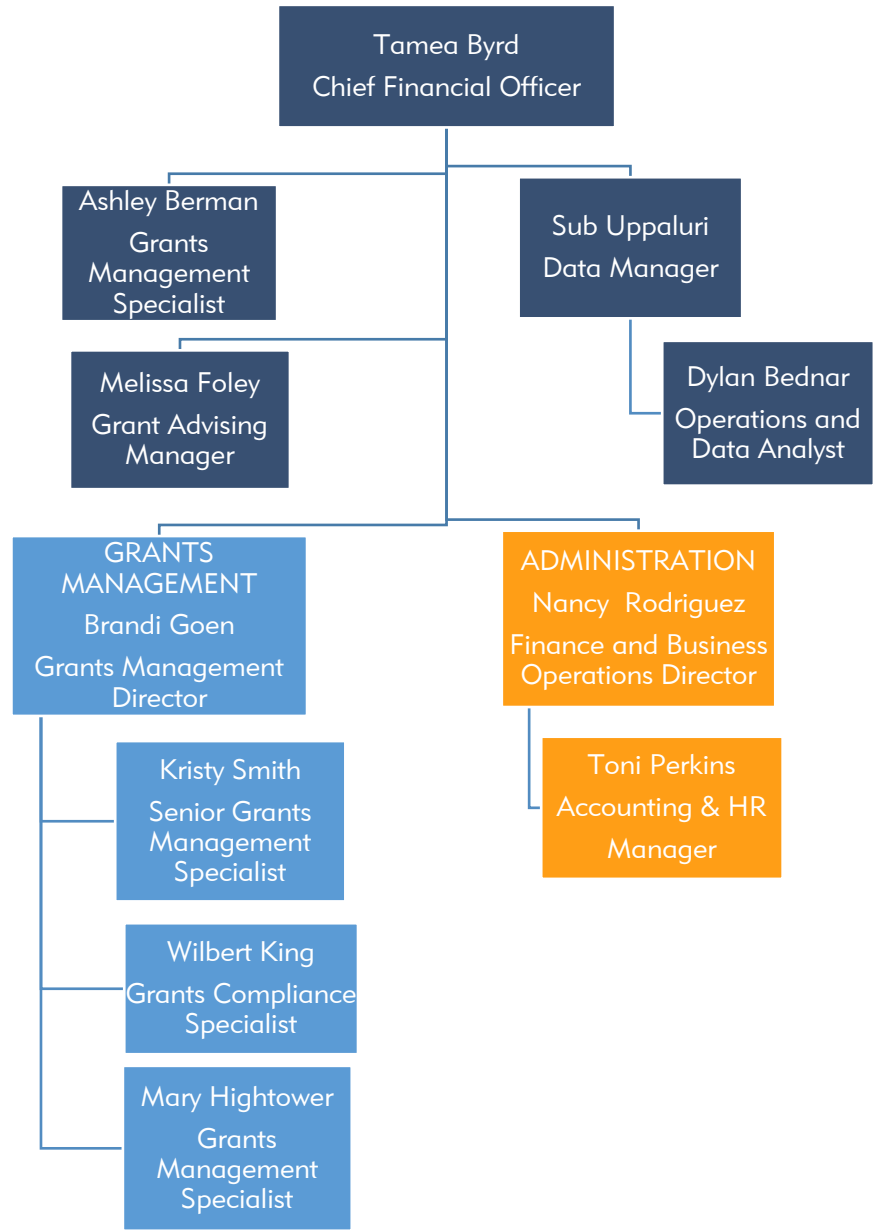 Tamea Byrd
Chief Financial Officer
Ashley Berman
Grants
Management
Specialist
Sub Uppaluri
Data Manager
Melissa Foley
Grant Advising
Manager
Dylan Bednar
Operations and
Data Analyst
GRANTS
MANAGEMENT
Brandi Goen
Grants Management
Director
ADMINISTRATION
Nancy  Rodriguez
Finance and Business
Operations Director
Kristy Smith
Senior Grants
Management
Specialist
Toni Perkins
Accounting & HR
Manager
Wilbert King
Grants Compliance
Specialist
Mary Hightower
Grants
Management
Specialist